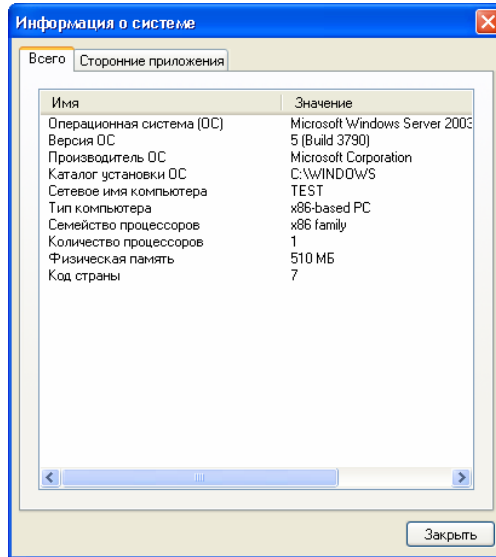 Информация о системе
Всего Сторонние приложения
Имя Значение
Операционная система (ОС) Microsoft Windows Server 2003
Версия ОС 5 (Build 3790)
Производитель ОС Microsoft Corporation
Каталог установки ОС C:\WINDOWS
Сетевое имя компьютера TEST
Тип компьютера x86-based PC
Семейство процессоров x86 family
Количество процессоров 1
Физическая память 510 МБ
Код страны 7
Закрыть